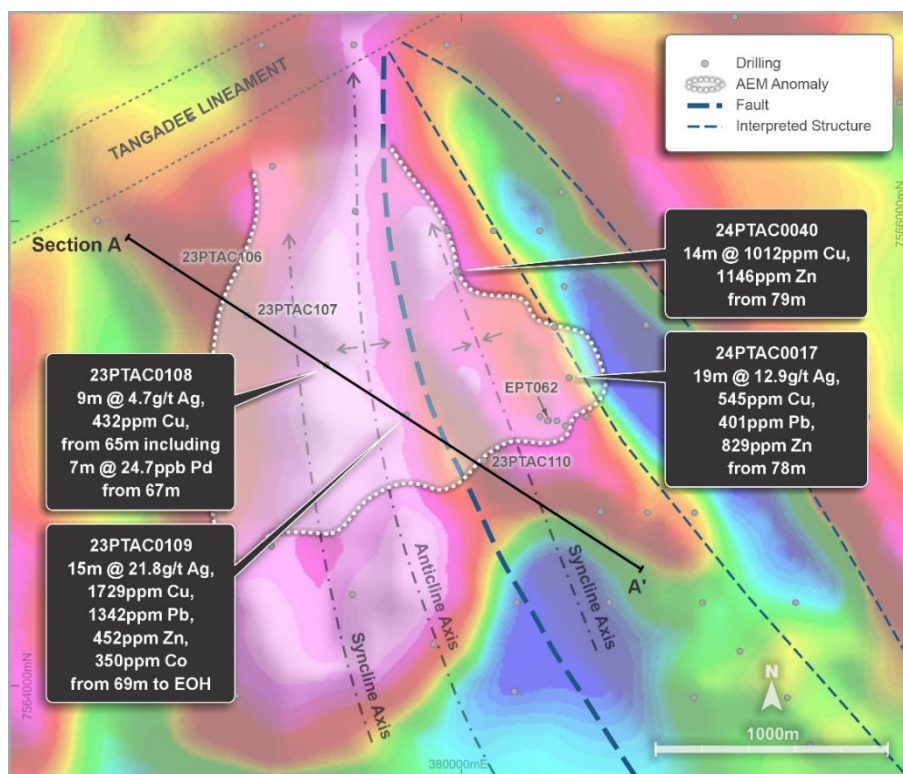 Drilling
AEM Anomaly
Fault
Interpreted Structure
TANGADEE LINEAMENT
7566000mN
24PTAC0040
14m @ 1012ppm Cu,
1146ppm Zn
from 79m
Section A
23PTAC106
23PTAC107
24PTAC0017
19m @ 12.9g/t Ag,
545ppm Cu,
401ppm Pb,
829ppm Zn
from 78m
23PTAC0108
9m @ 4.7g/t Ag,
432ppm Cu,
from 65m including
7m @ 24.7ppb Pd
from 67m
EPT062
23PTAC110
23PTAC0109
15m @ 21.8g/t Ag,
1729ppm Cu,
1342ppm Pb,
452ppm Zn,
350ppm Co
from 69m to EOH
A'
Syncline Axis
Anticline Axis
Syncline Axis
7564000mN
380000mE
N
1000m